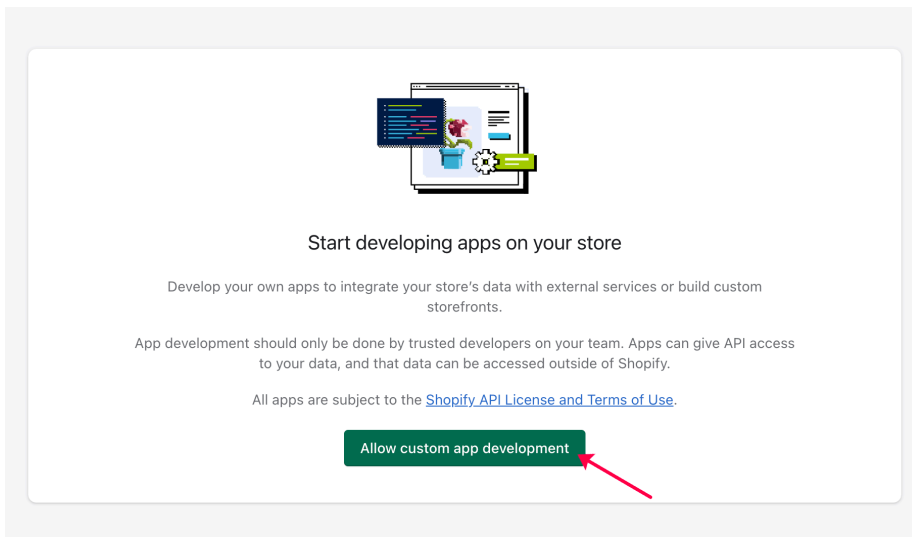 Start developing apps on your store
Develop your own apps to integrate your store's data with external services or build custom
storefronts.
App development should only be done by trusted developers on your team. Apps can give API access
to your data, and that data can be accessed outside of Shopify.
All apps are subject to the Shopify API License and Terms of Use.
Allow custom app development